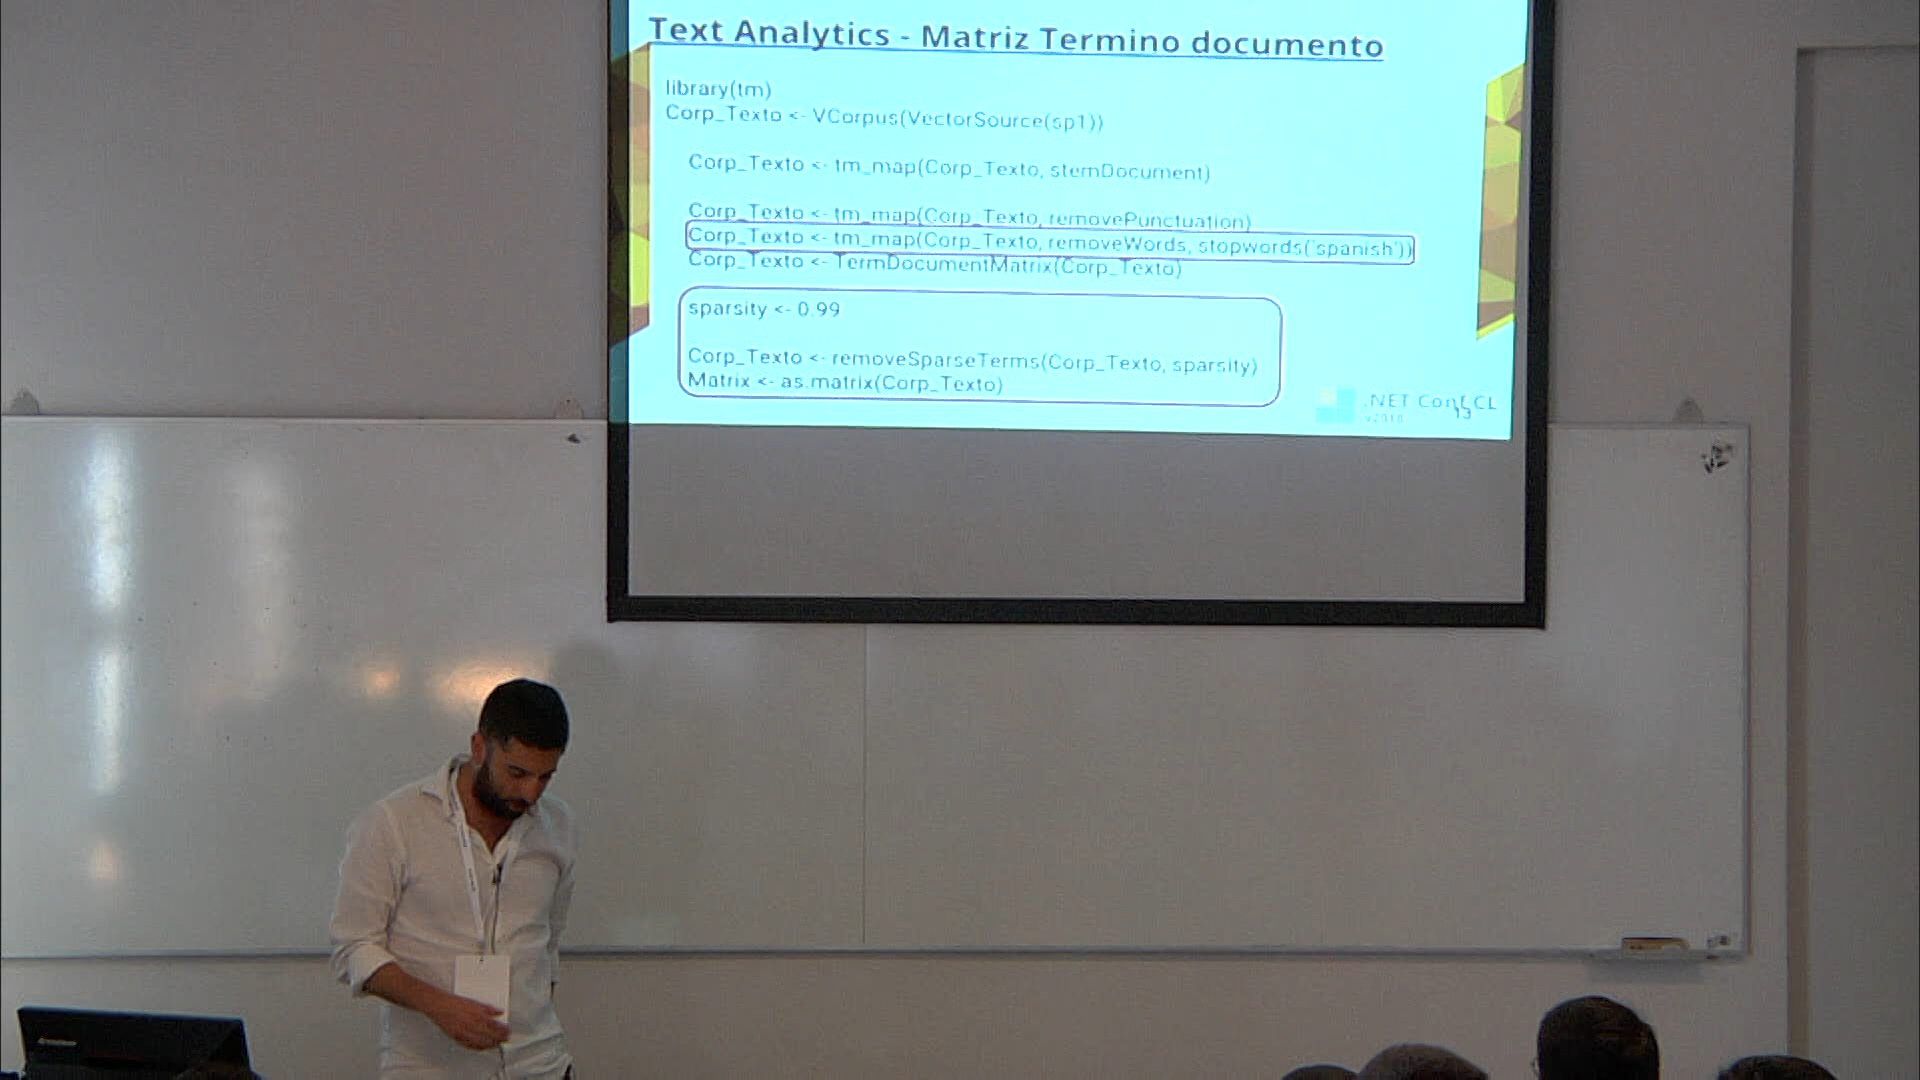 Text Analytics - Matriz Termino documento
library(tm)
Corp_Texto <- VCorpus(VectorSource(sp1))
Corp_Texto <- tm_map(Corp_Texto, stemDocument)
Corp_Texto <- tm_map(Corp_Texto, removePunctuation)
Corp_Texto <- tm_map(Corp_Texto, removeWords, stopwords('spanish'))
Corp_Texto <- TermDocumentMatrix(Corp_Texto)
sparsity <- 0.99
Corp_Texto <- removeSparseTerms(Corp_Texto, sparsity)
Matrix <- as.matrix(Corp_Texto)
.NET Conf CL
v2018
13